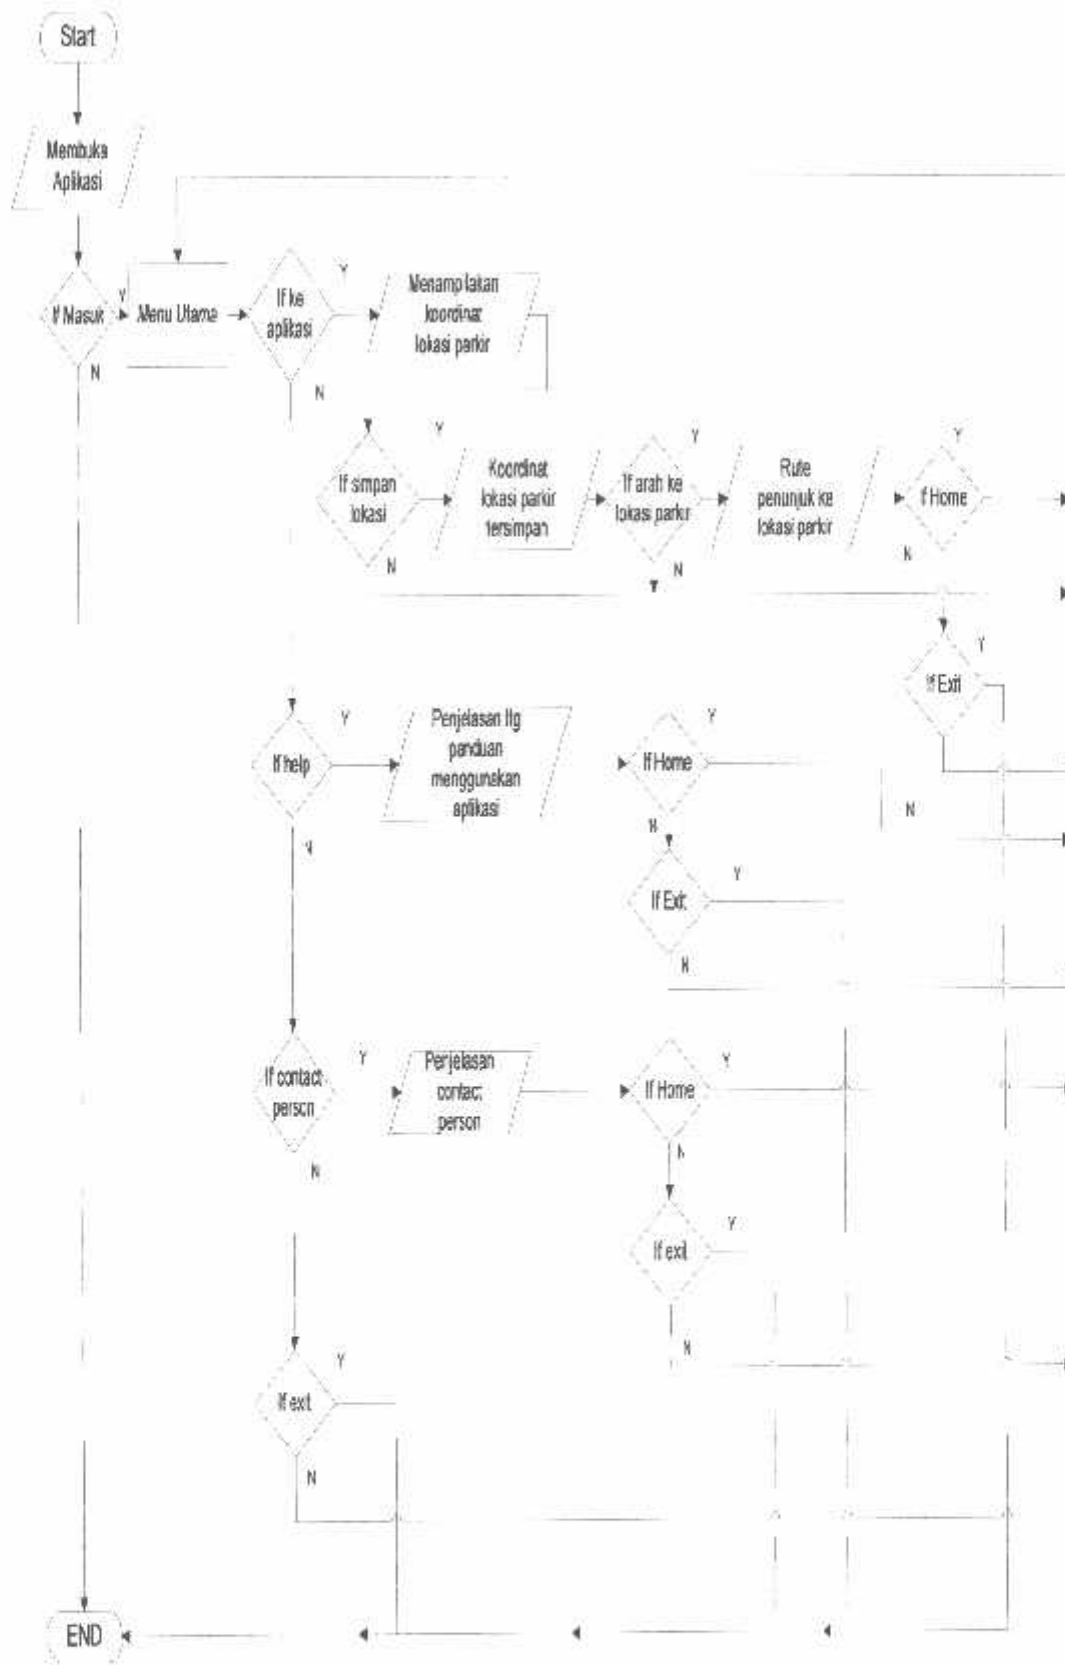 Start
Membuka
Aplikasi
If Masuk
Y
N
Menu Utama
If ke
aplikasi
Y
N
Menampilakan
koordinat
lokasi parkir
If simpan
lokasi
Y
N
Koordinat
lokasi parkir
tersimpan
If arah ke
lokasi parkir
Y
N
Rute
penunjuk ke
lokasi parkir
If Home
Y
N
If Exit
Y
N
If help
Y
N
Penjelasan ttg
panduan
menggunakan
aplikasi
If Home
Y
N
If Exit
Y
N
If contact
person
Y
N
Penjelasan
contact
person
If Home
Y
N
If exit
Y
N
If exit
Y
N
END